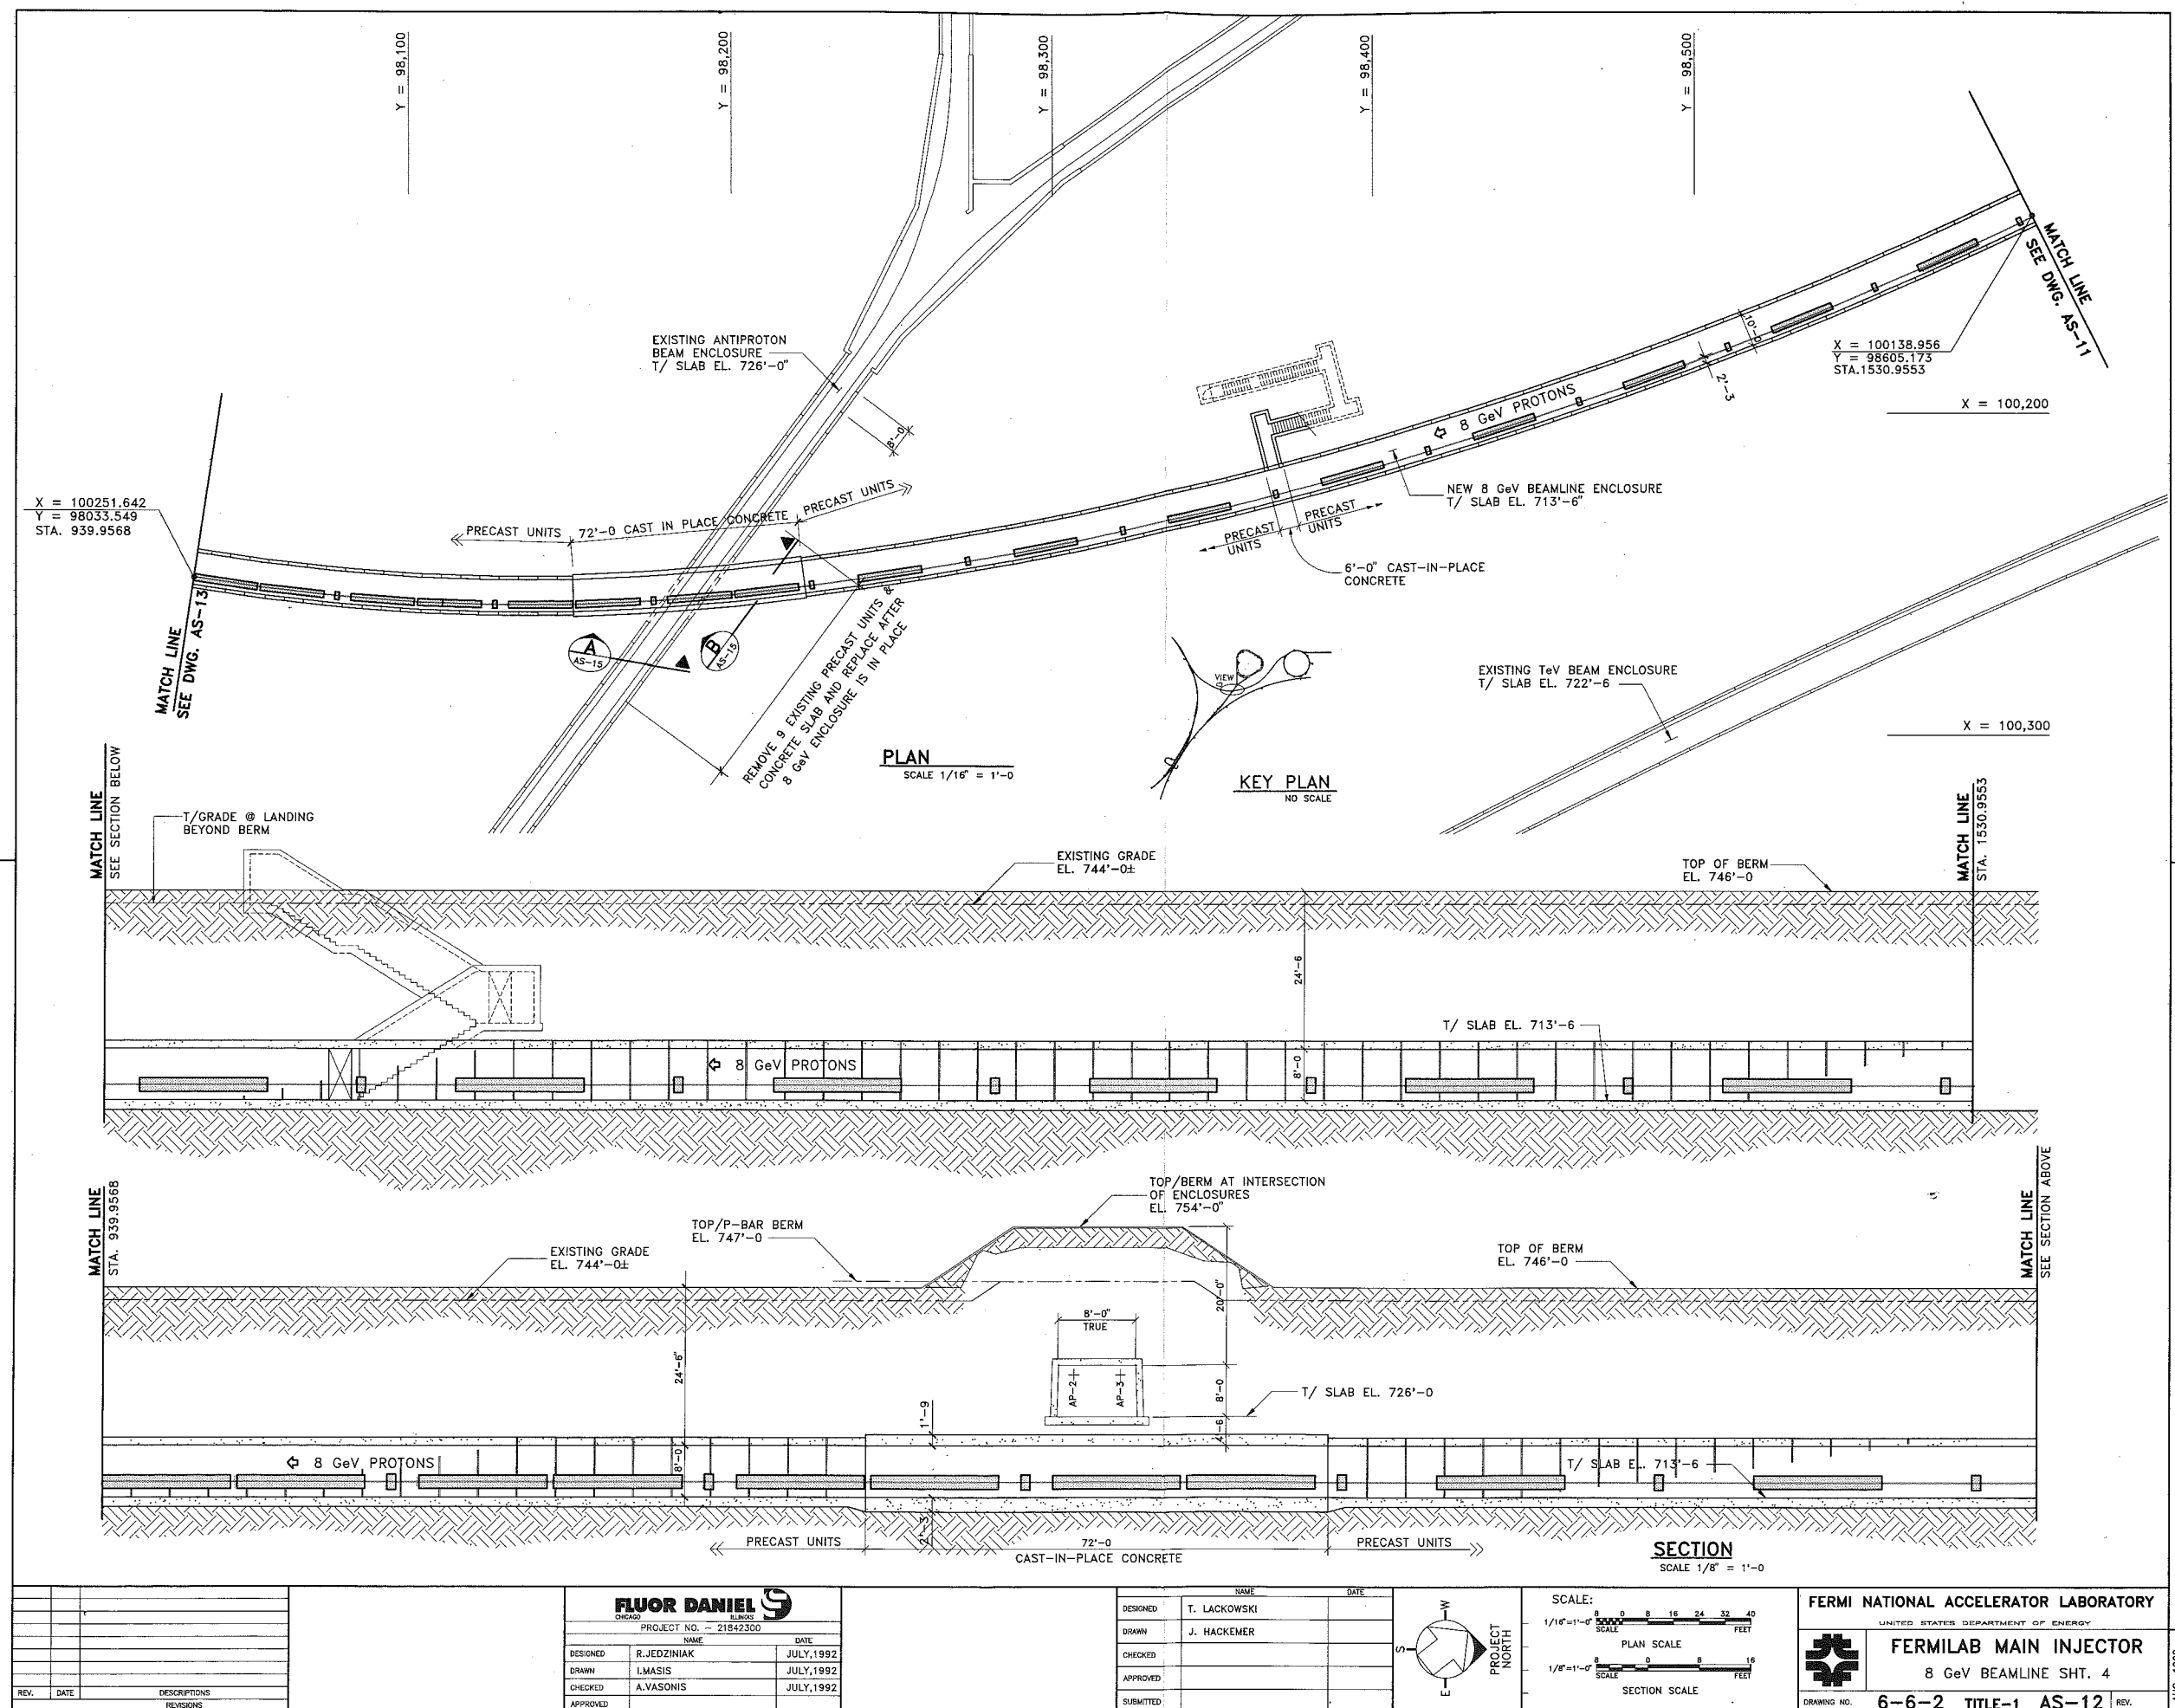 Y = 98,100
Y = 98,200
Y = 98,300
Y = 98,400
Y = 98,500
MATCH LINE
SEE DWG. AS-11
X = 100138.956
Y = 98605.173
STA.1530.9553
X = 100,200
EXISTING ANTIPROTON
BEAM ENCLOSURE
T/ SLAB EL. 726'-0"
8'-0
10'-0
2'-3
8 GeV PROTONS
NEW 8 GeV BEAMLINE ENCLOSURE
T/ SLAB EL. 713'-6"
X = 100251.642
Y = 98033.549
STA. 939.9568
PRECAST UNITS
72'-0 CAST IN PLACE CONCRETE
PRECAST UNITS
PRECAST
UNITS
PRECAST
UNITS
6'-0" CAST-IN-PLACE
CONCRETE
MATCH LINE
SEE DWG. AS-13
A
AS-15
B
AS-15
REMOVE 9 EXISTING PRECAST UNITS &
CONCRETE SLAB AND REPLACE AFTER
8 GeV ENCLOSURE IS IN PLACE
VIEW
EXISTING TeV BEAM ENCLOSURE
T/ SLAB EL. 722'-6
X = 100,300
PLAN
SCALE 1/16" = 1'-0
KEY PLAN
NO SCALE
MATCH LINE
SEE SECTION BELOW
T/GRADE @ LANDING
BEYOND BERM
EXISTING GRADE
EL. 744'-0±
TOP OF BERM
EL. 746'-0
MATCH LINE
STA. 1530.9553
24'-6
T/ SLAB EL. 713'-6
8 GeV PROTONS
8'-0
MATCH LINE
STA. 939.9568
TOP/BERM AT INTERSECTION
OF ENCLOSURES
EL. 754'-0"
TOP/P-BAR BERM
EL. 747'-0
EXISTING GRADE
EL. 744'-0±
TOP OF BERM
EL. 746'-0
MATCH LINE
SEE SECTION ABOVE
20'-0"
8'-0"
TRUE
24'-6"
AP-2
AP-3
8'-0
T/ SLAB EL. 726'-0
1'-9
4'-6
8 GeV PROTONS
8'-0
T/ SLAB EL. 713'-6
2'-3
PRECAST UNITS
72'-0
CAST-IN-PLACE CONCRETE
PRECAST UNITS
SECTION
SCALE 1/8" = 1'-0
REV.
DATE
DESCRIPTIONS
REVISIONS
FLUOR DANIEL
CHICAGO ILLINOIS
PROJECT NO. - 21842300
NAME DATE
DESIGNED R.JEDZINIAK JULY,1992
DRAWN I.MASIS JULY,1992
CHECKED A.VASONIS JULY,1992
APPROVED
NAME DATE
DESIGNED T. LACKOWSKI
DRAWN J. HACKEMER
CHECKED
APPROVED
SUBMITTED
W
S
E
PROJECT
NORTH
SCALE:
1/16"=1'-0" 8 0 8 16 24 32 40
SCALE FEET
PLAN SCALE
1/8"=1'-0" 8 0 8 16
SCALE FEET
SECTION SCALE
FERMI NATIONAL ACCELERATOR LABORATORY
UNITED STATES DEPARTMENT OF ENERGY
FERMILAB MAIN INJECTOR
8 GeV BEAMLINE SHT. 4
DRAWING NO. 6-6-2 TITLE-1 AS-12 REV.